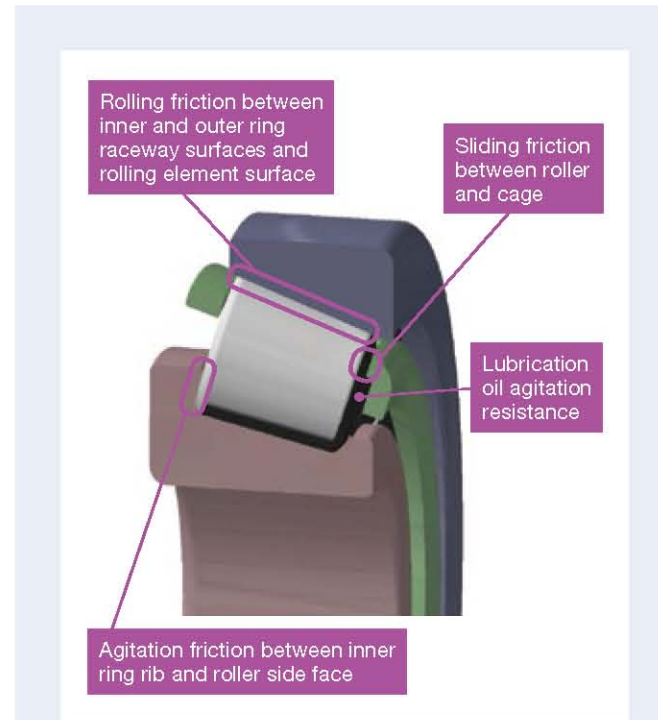 Rolling friction between
inner and outer ring
raceway surfaces and
rolling element surface
Sliding friction
between roller
and cage
Lubrication
oil agitation
resistance
Agitation friction between inner
ring rib and roller side face